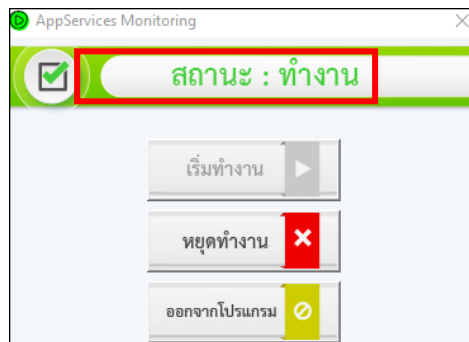 AppServices Monitoring
สถานะ : ทำงาน
เริ่มทำงาน
หยุดทำงาน
ออกจากโปรแกรม